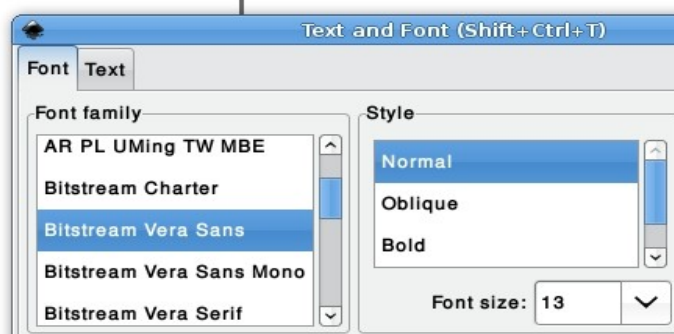 Text and Font (Shift+Ctrl+T)
Font Text
Font family
AR PL UMing TW MBE
Bitstream Charter
Bitstream Vera Sans
Bitstream Vera Sans Mono
Bitstream Vera Serif
Style
Normal
Oblique
Bold
Font size: 13